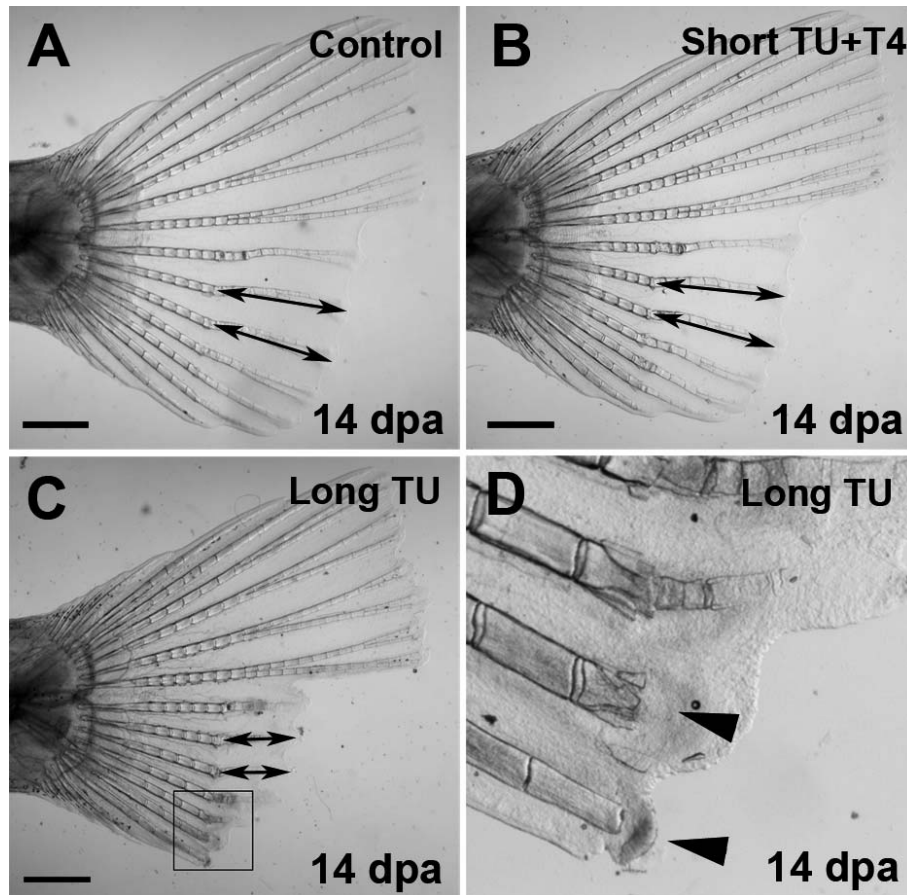 A
Control
14 dpa
B
Short TU+T4
14 dpa
C
Long TU
14 dpa
D
Long TU
14 dpa